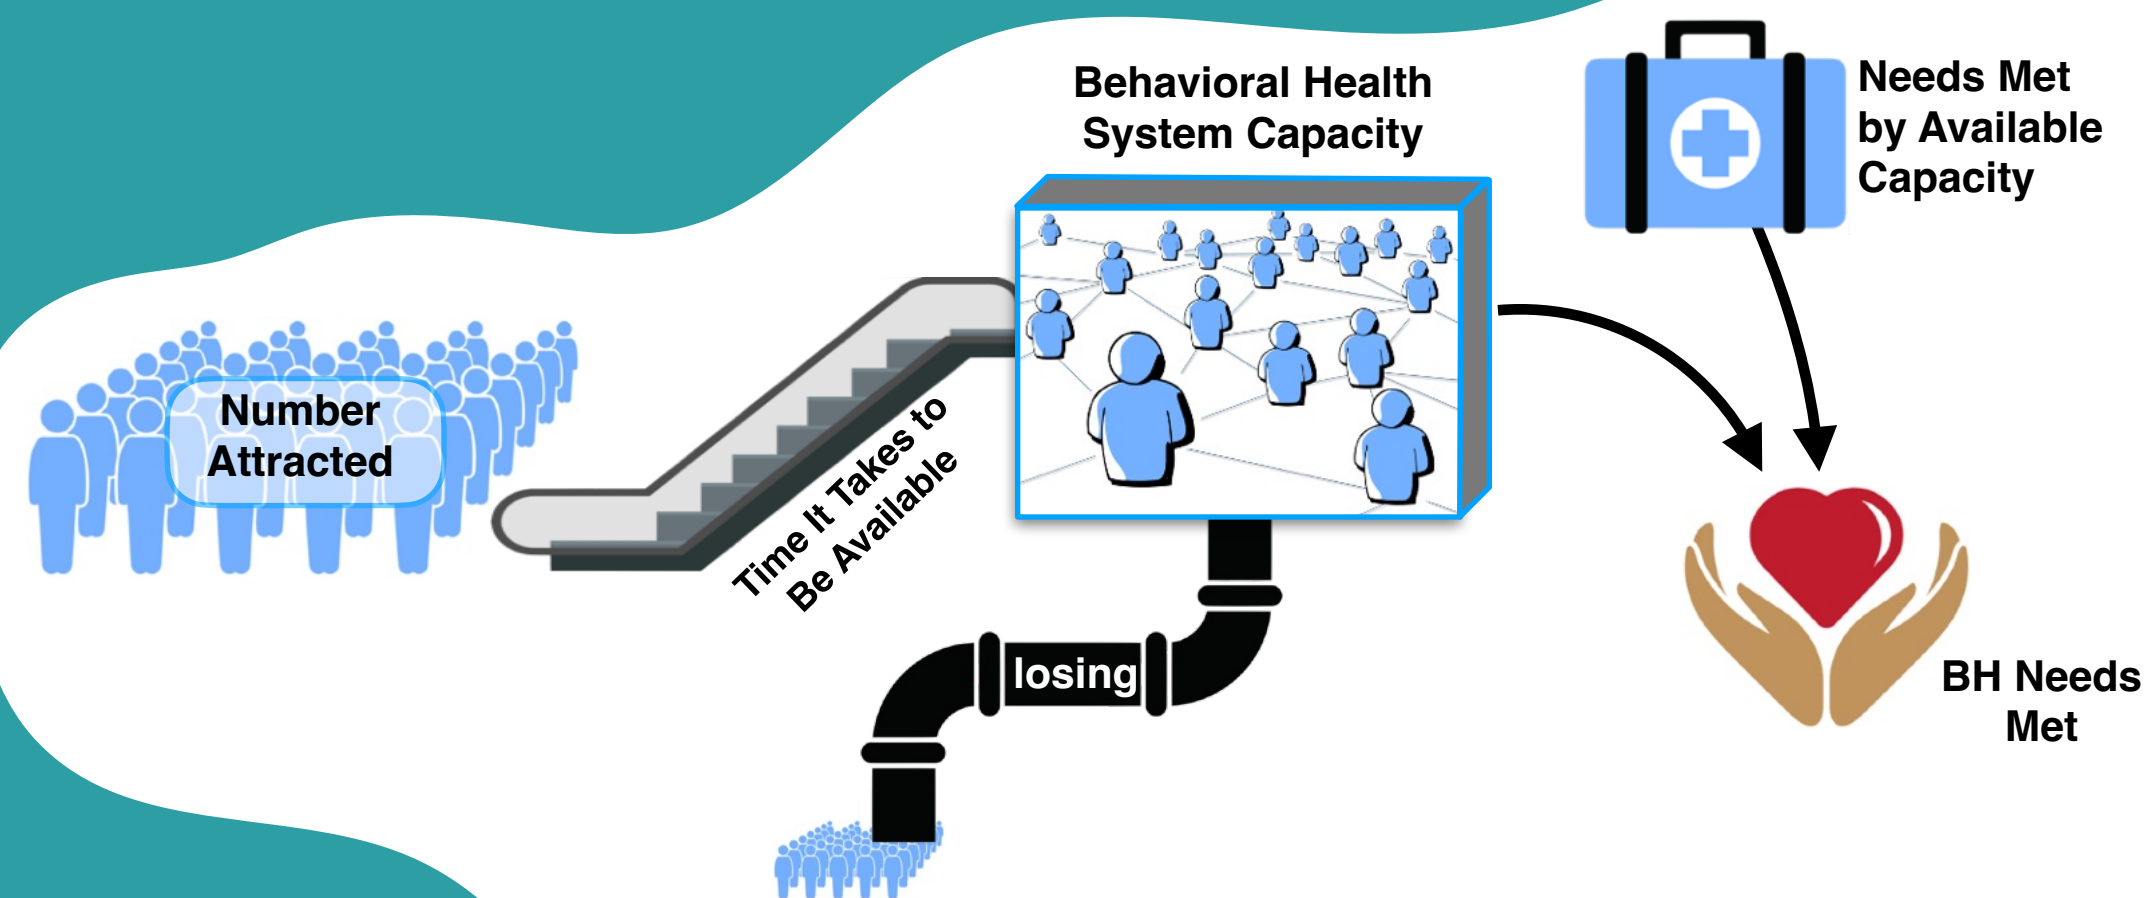 Behavioral Health
System Capacity
Needs Met
by Available
Capacity
Number
Attracted
Time It Takes to
Be Available
losing
BH Needs
Met